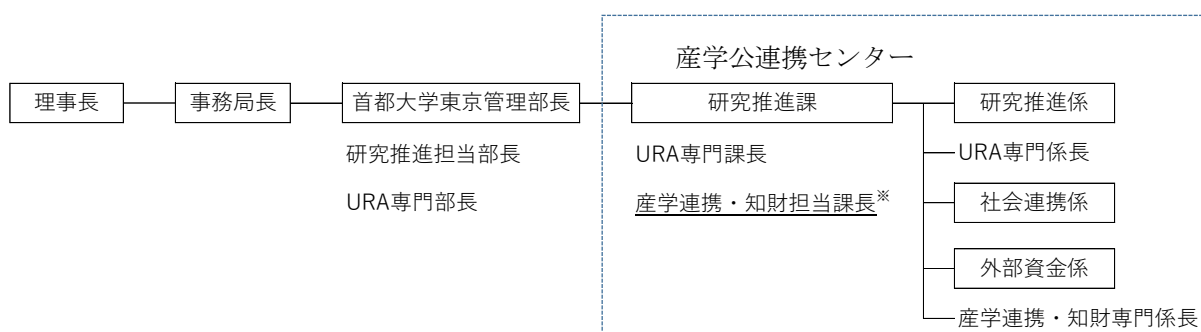 産学公連携センター
理事長
事務局長
首都大学東京管理部長
研究推進課
研究推進係
研究推進担当部長
URA専門課長
URA専門係長
URA専門部長
産学連携・知財担当課長※
社会連携係
外部資金係
産学連携・知財専門係長